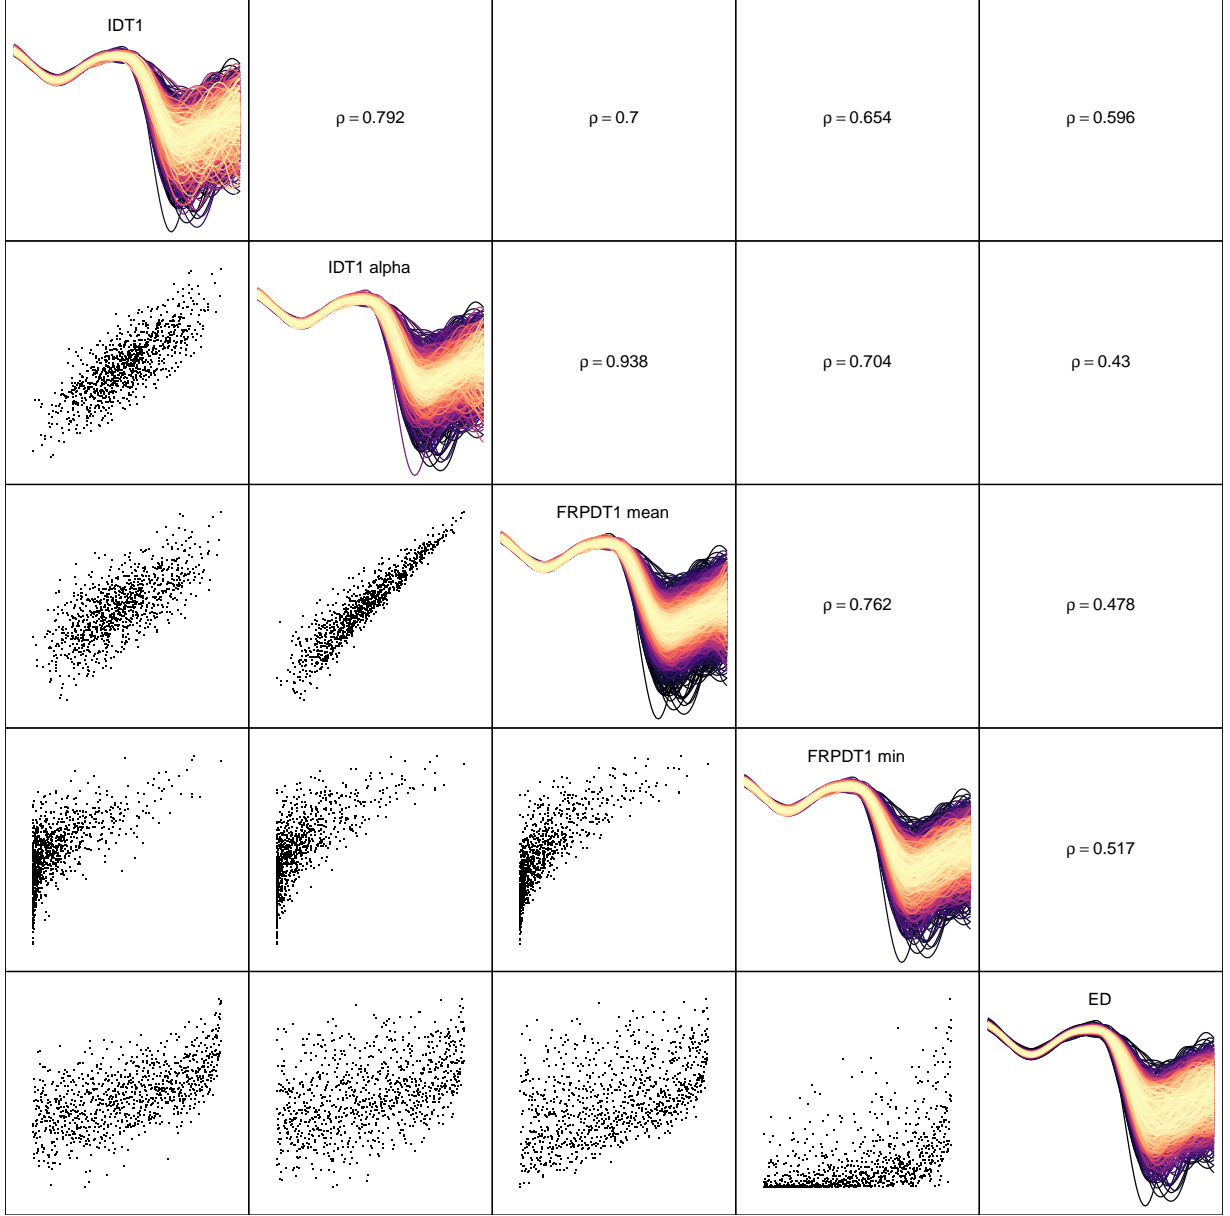 IDT1
ρ = 0.792
ρ = 0.7
ρ = 0.654
ρ = 0.596
IDT1 alpha
ρ = 0.938
ρ = 0.704
ρ = 0.43
FRPDT1 mean
ρ = 0.762
ρ = 0.478
FRPDT1 min
ρ = 0.517
ED